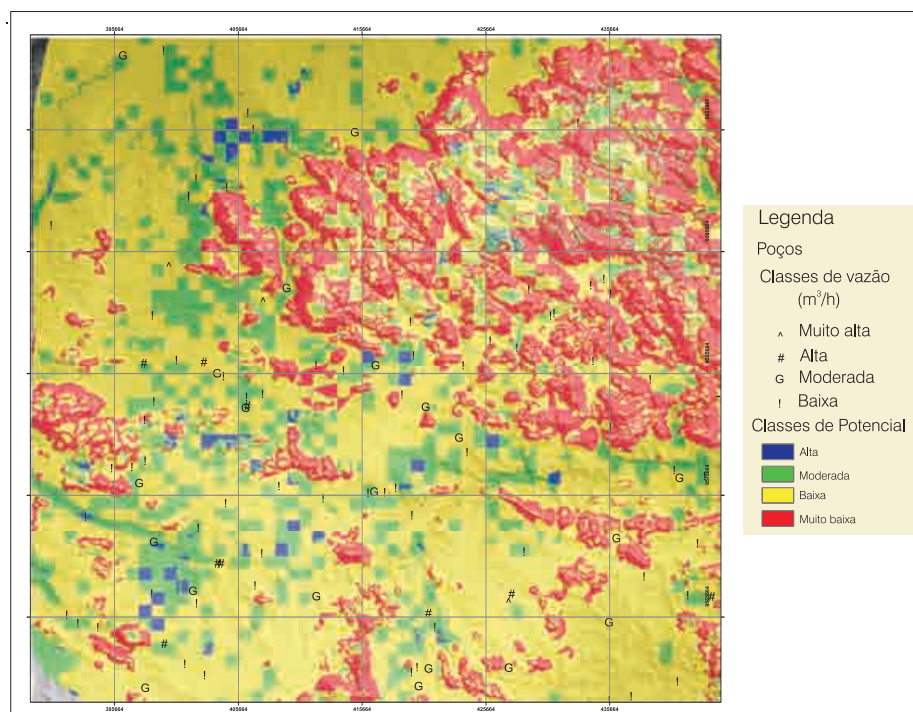 395664 405664 415664 425664 435664
Legenda
Poços
Classes de vazão
(m³/h)
^ Muito alta
# Alta
G Moderada
! Baixa
Classes de Potencial
Alta
Moderada
Baixa
Muito baixa
395664 405664 415664 425664 435664